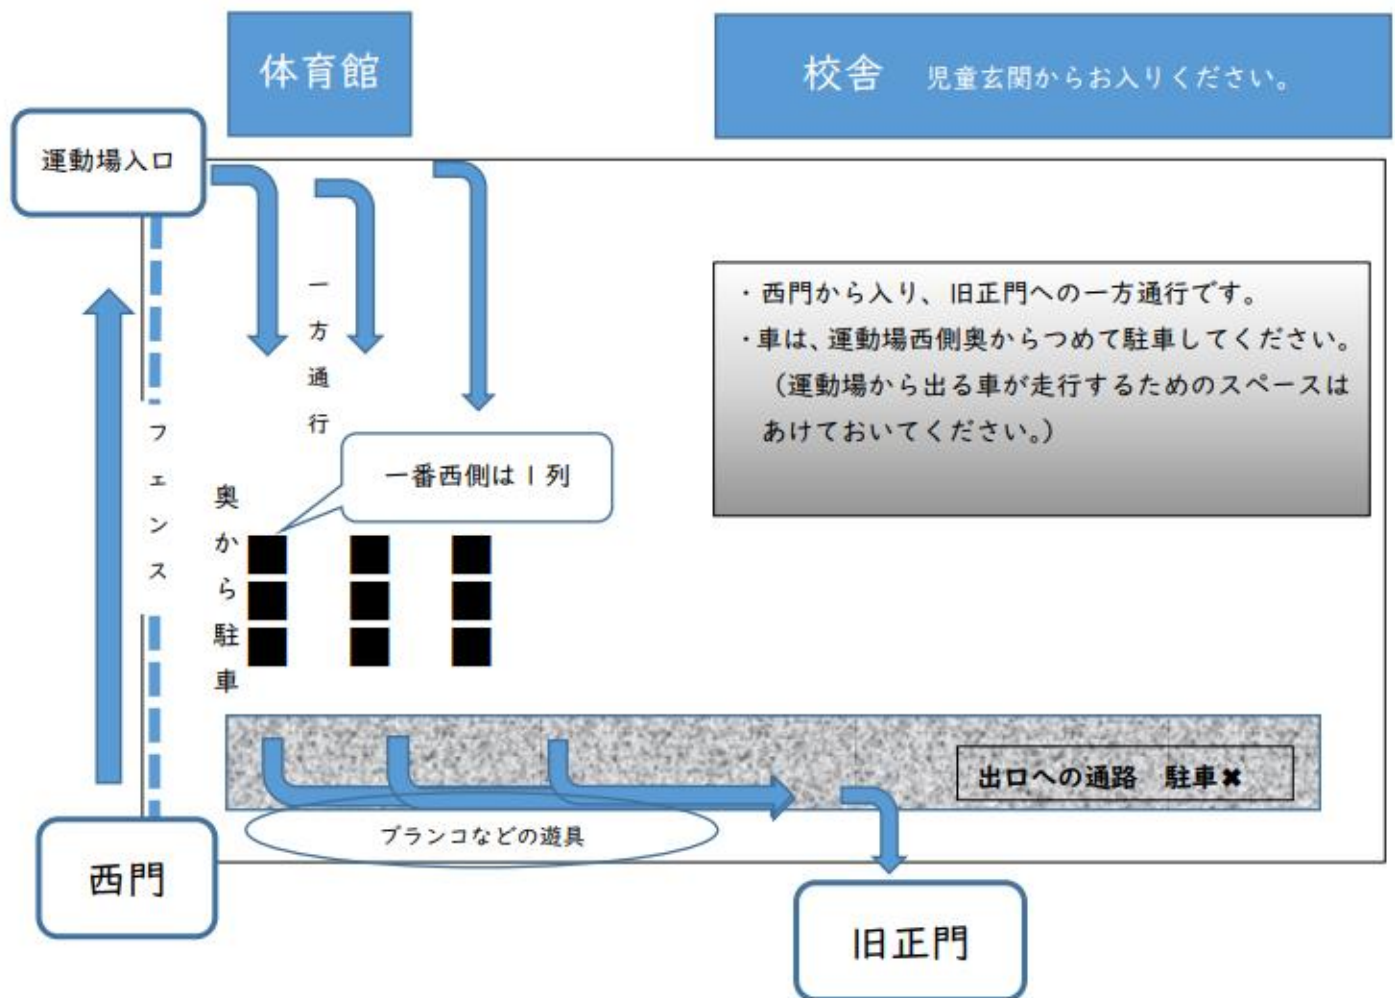 体育館
校舎 児童玄関からお入りください。
運動場入口
・西門から入り、旧正門への一方通行です。
・車は、運動場西側奥からつめて駐車してください。
（運動場から出る車が走行するためのスペースは
あけておいてください。）
一方通行
フェンス
一番西側は１列
奥から駐車
出口への通路 駐車✖
ブランコなどの遊具
西門
旧正門